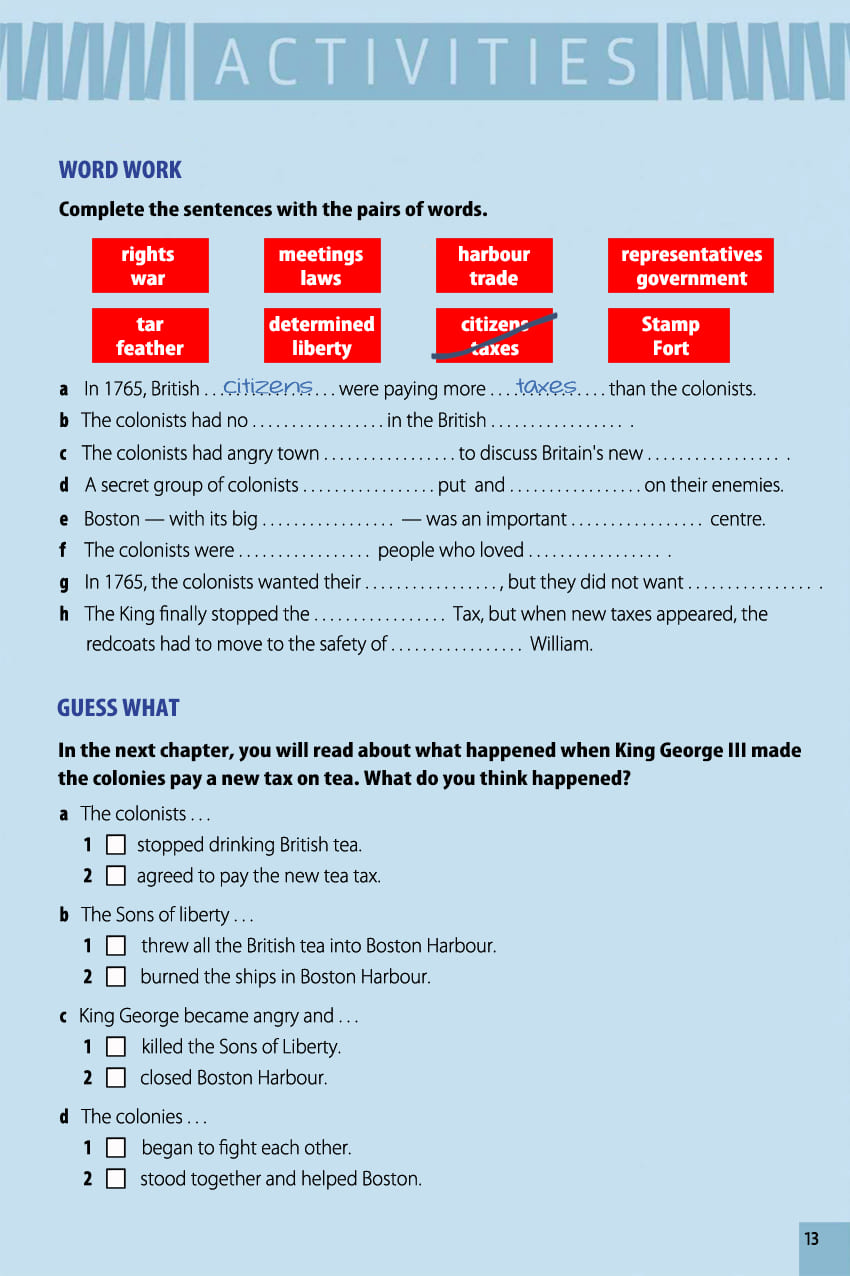 ACTIVITIES
WORD WORK
Complete the sentences with the pairs of words.
rights meetings harbour representatives
war laws trade government
tar determined citizens Stamp
feather liberty taxes Fort
a In 1765, British . . . citizens . . . were paying more . . . taxes . . . . than the colonists.
b The colonists had no . . . . . . . . . . . . . . . . . in the British . . . . . . . . . . . . . . . . . .
c The colonists had angry town . . . . . . . . . . . . . . . . . to discuss Britain's new . . . . . . . . . . . . . . . . . .
d A secret group of colonists . . . . . . . . . . . . . . . . . put and . . . . . . . . . . . . . . . . . on their enemies.
e Boston — with its big . . . . . . . . . . . . . . . . . — was an important . . . . . . . . . . . . . . . . . centre.
f The colonists were . . . . . . . . . . . . . . . . . people who loved . . . . . . . . . . . . . . . . . .
g In 1765, the colonists wanted their . . . . . . . . . . . . . . . . . , but they did not want . . . . . . . . . . . . . . . . .
h The King finally stopped the . . . . . . . . . . . . . . . . . Tax, but when new taxes appeared, the
redcoats had to move to the safety of . . . . . . . . . . . . . . . . . William.
GUESS WHAT
In the next chapter, you will read about what happened when King George III made
the colonies pay a new tax on tea. What do you think happened?
a The colonists . . .
1 stopped drinking British tea.
2 agreed to pay the new tea tax.
b The Sons of liberty . . .
1 threw all the British tea into Boston Harbour.
2 burned the ships in Boston Harbour.
c King George became angry and . . .
1 killed the Sons of Liberty.
2 closed Boston Harbour.
d The colonies . . .
1 began to fight each other.
2 stood together and helped Boston.
13